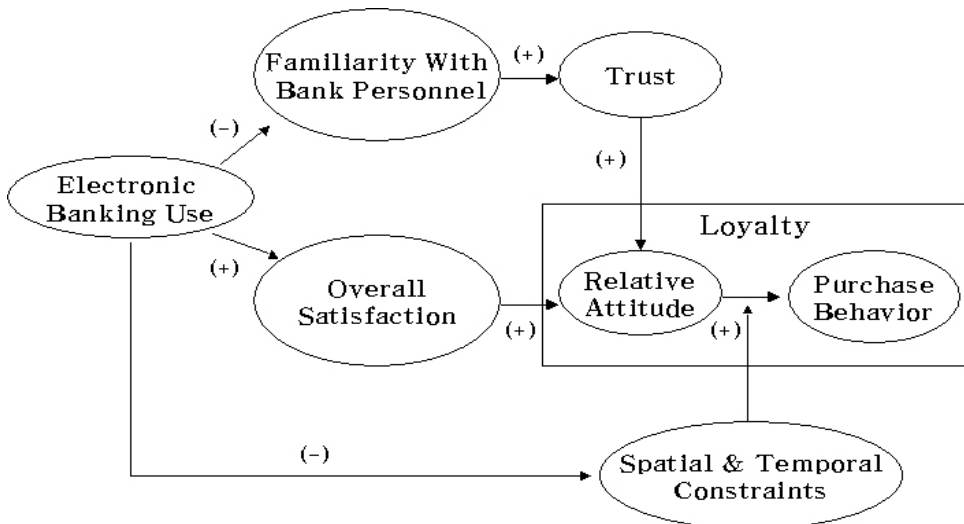 Familiarity With
Bank Personnel
(+)
Trust
(-)
(+)
Electronic
Banking Use
(+)
Loyalty
Overall
Satisfaction
(+)
Relative
Attitude
(+)
Purchase
Behavior
(-)
Spatial & Temporal
Constraints